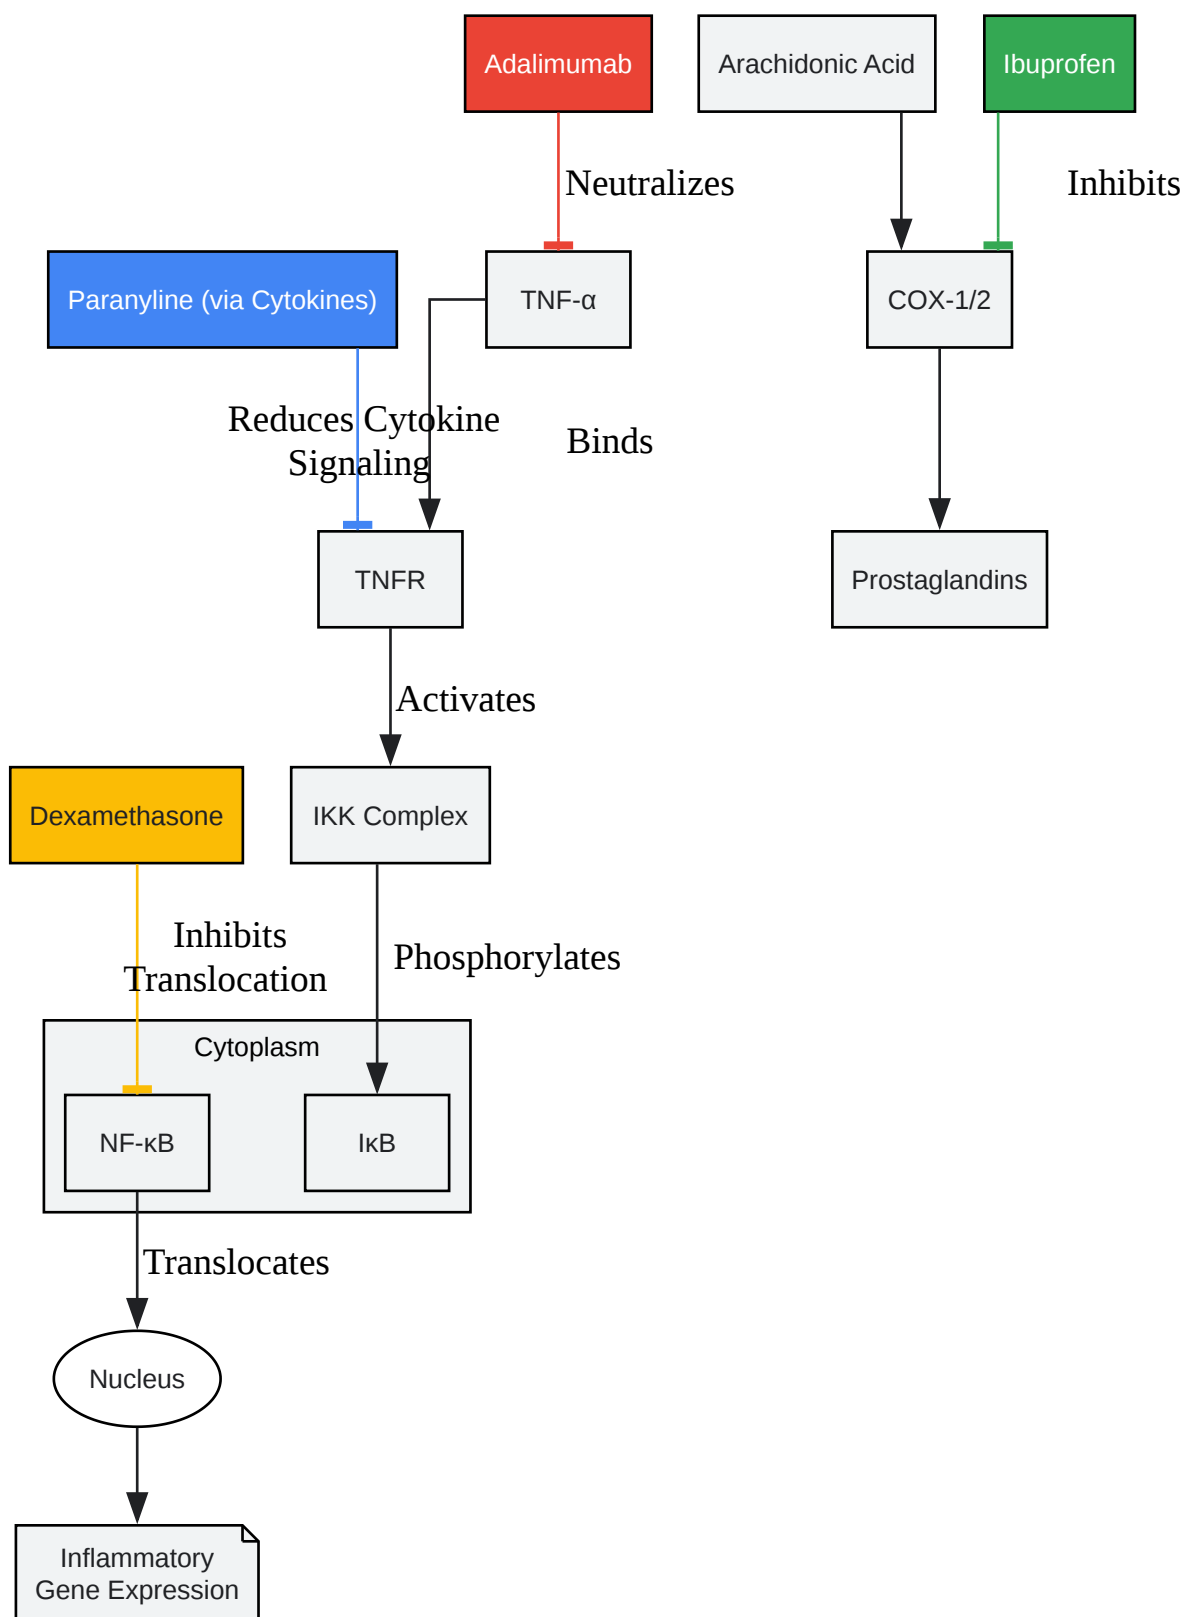 Adalimumab
Arachidonic Acid
Ibuprofen
Neutralizes
Inhibits
Paranyline (via Cytokines)
TNF-α
COX-1/2
Reduces Cytokine
Signaling
Binds
TNFR
Prostaglandins
Activates
Dexamethasone
IKK Complex
Inhibits
Translocation
Phosphorylates
Cytoplasm
NF-κB
IκB
Translocates
Nucleus
Inflammatory
Gene Expression